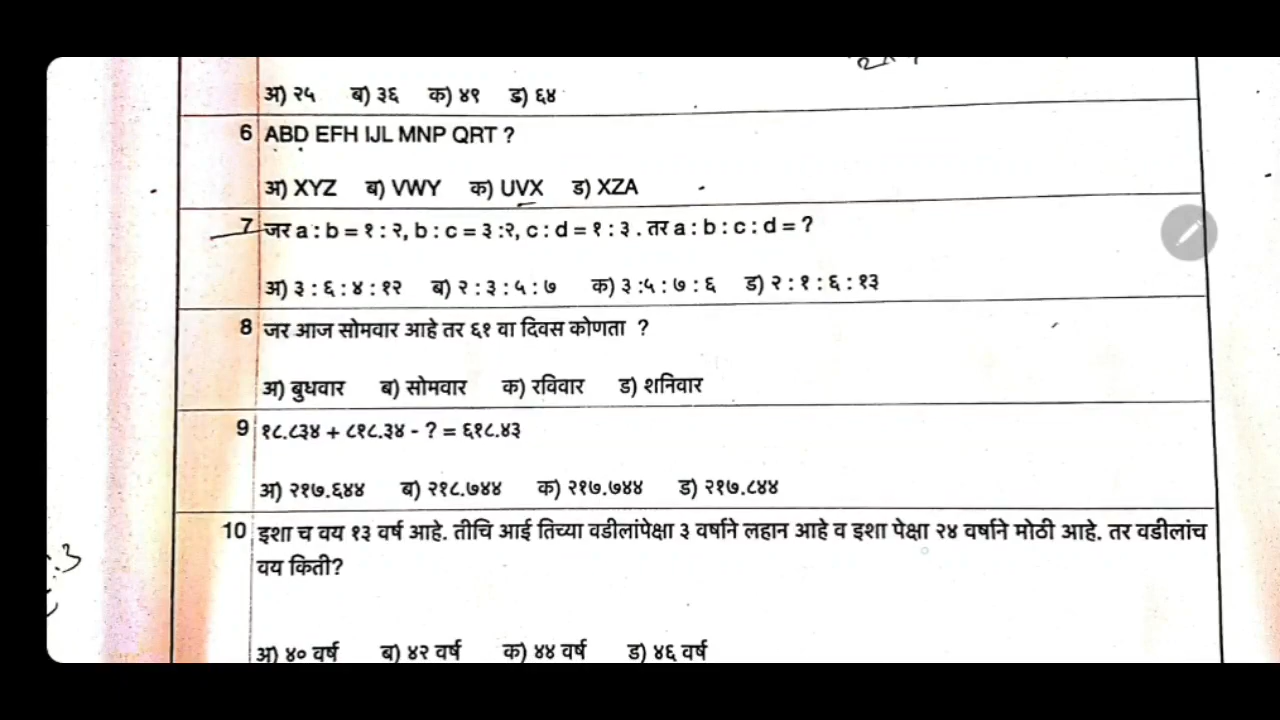 अ) २५ ब) ३६ क) ४९ ड) ६४
6 ABD EFH IJL MNP QRT ?
अ) XYZ ब) VWY क) UVX ड) XZA
7 जर a : b = १ : २, b : c = ३ :२, c : d = १ : ३ . तर a : b : c : d = ?
अ) ३ : ६ : ४ : १२ ब) २ : ३ : ५ : ७ क) ३ :५ : ७ : ६ ड) २ : १ : ६ : १३
8 जर आज सोमवार आहे तर ६१ वा दिवस कोणता ?
अ) बुधवार ब) सोमवार क) रविवार ड) शनिवार
9 १८.८३४ + ८१८.३४ - ? = ६१८.४३
अ) २१७.६४४ ब) २१८.७४४ क) २१७.७४४ ड) २१७.८४४
10 इशा च वय १३ वर्ष आहे. तीचि आई तिच्या वडीलांपेक्षा ३ वर्षाने लहान आहे व इशा पेक्षा २४ वर्षाने मोठी आहे. तर वडीलांच
वय किती?
अ) ४० वर्ष ब) ४२ वर्ष क) ४४ वर्ष ड) ४६ वर्ष